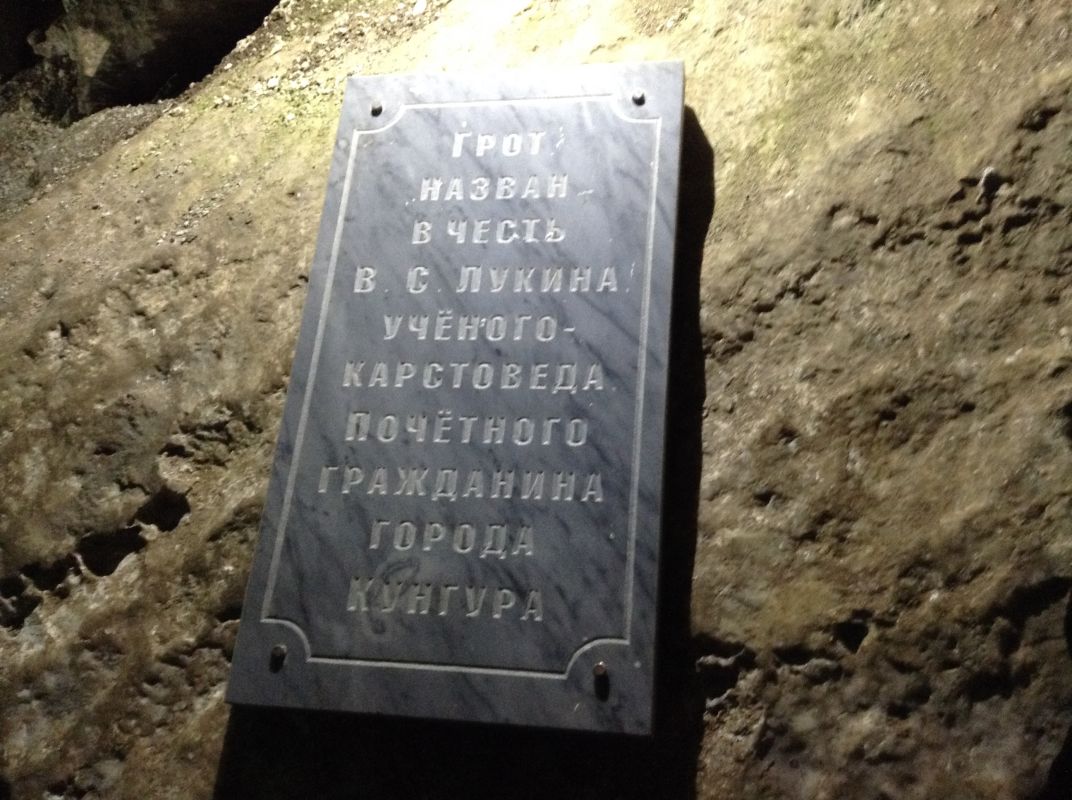 Грот
назван
в честь
В. С. Лукина
учёного-
карстоведа
Почётного
гражданина
города
Кунгура